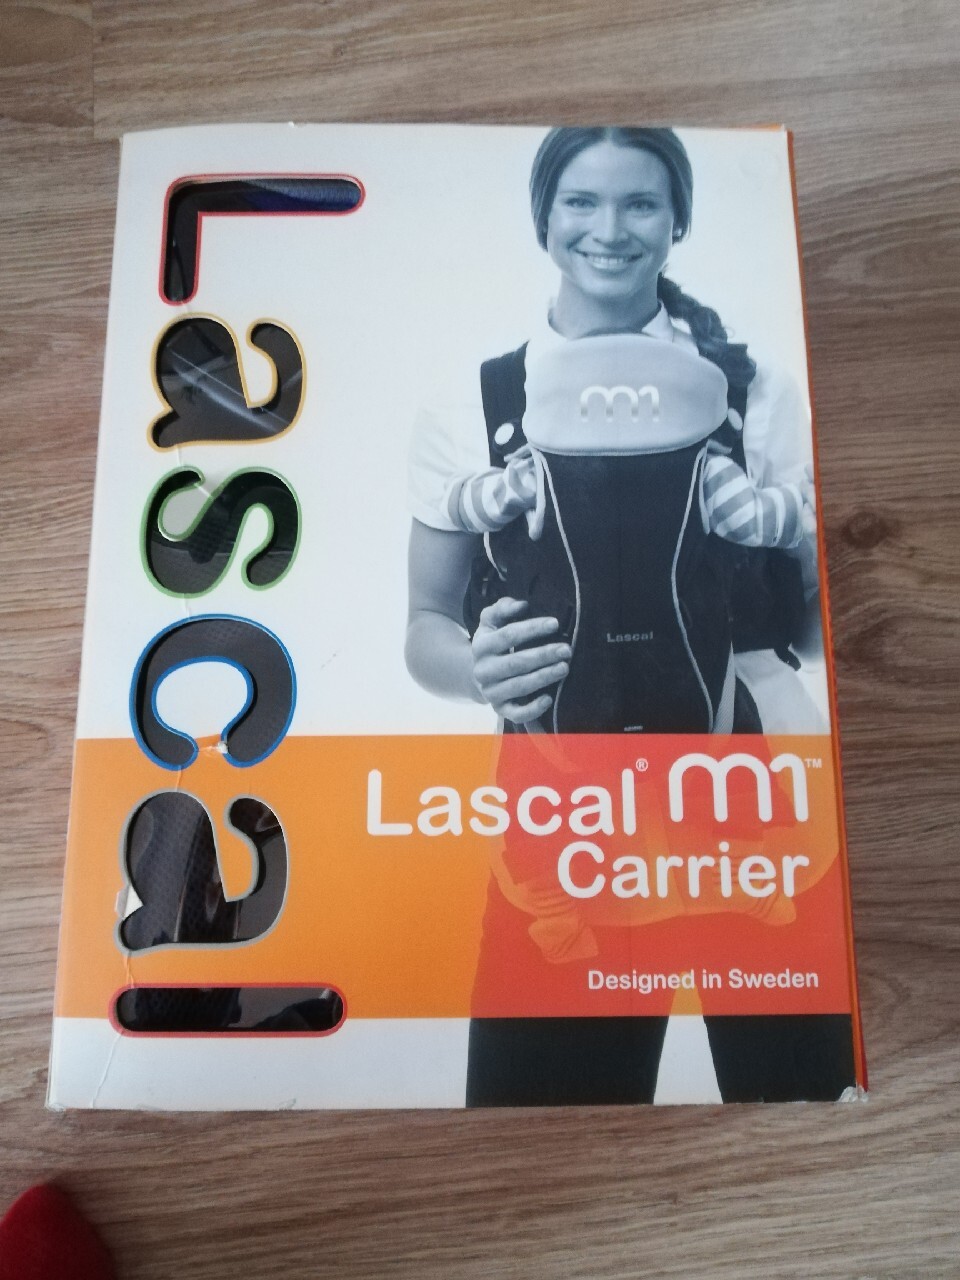 Lascal
m1
Lascal
Lascal® m1™
Carrier
Designed in Sweden